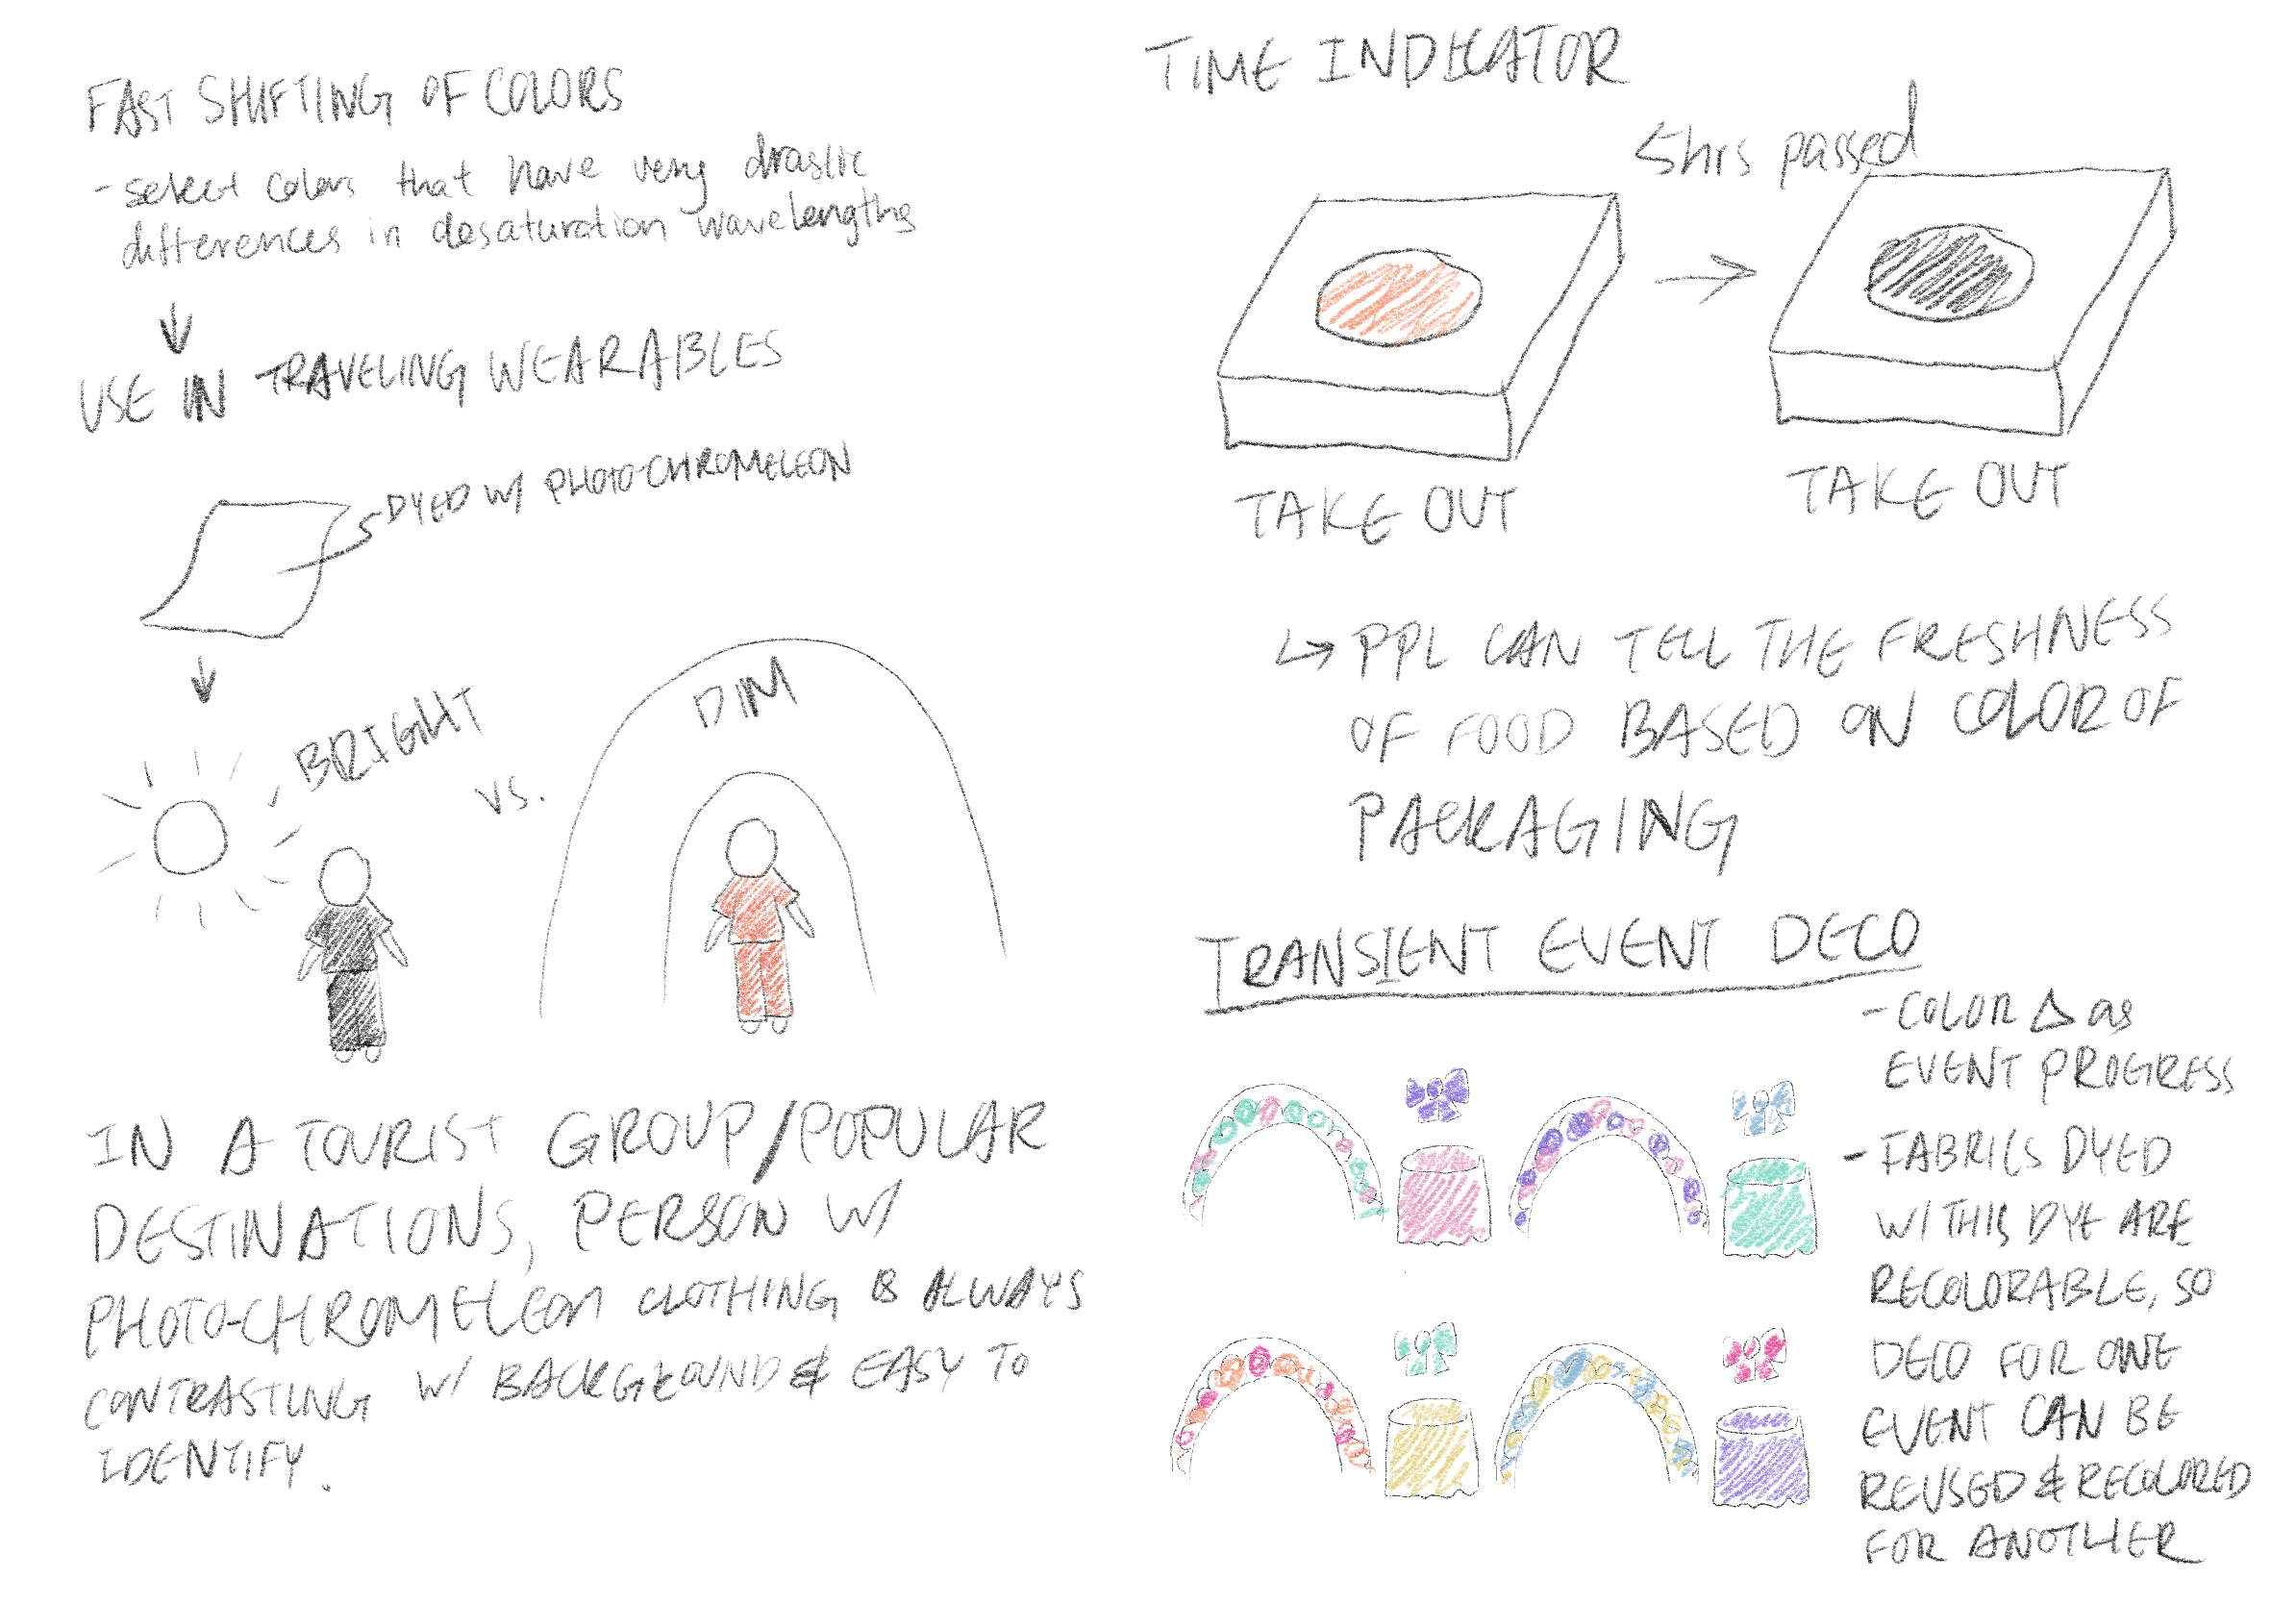 FAST SHIFTING OF COLORS
- select colors that have very drastic
differences in desaturation wavelengths
↓
USE IN TRAVELING WEARABLES
DYED W/ PHOTO-CHROMELEON
↓
BRIGHT
VS.
DIM
IN A TOURIST GROUP/POPULAR
DESTINATIONS, PERSON W/
PHOTO-CHROMELEON CLOTHING IS ALWAYS
CONTRASTING W/ BACKGROUND & EASY TO
IDENTIFY.
TIME INDICATOR
5hrs passed
→
TAKE OUT
TAKE OUT
↳ PPL CAN TELL THE FRESHNESS
OF FOOD BASED ON COLOR OF
PACKAGING
TRANSIENT EVENT DECO
- COLOR Δ as
EVENT PROGRESS
- FABRICS DYED
W/ THIS DYE ARE
RECOLORABLE, SO
DECO FOR ONE
EVENT CAN BE
REUSED & RECOLORED
FOR ANOTHER